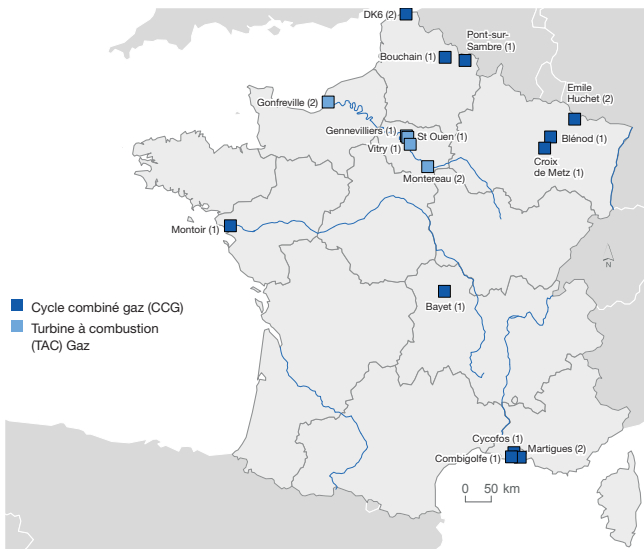 DK6 (2)
Pont-sur-
Sambre (1)
Bouchain (1)
Emile
Huchet (2)
Gonfreville (2)
Gennevilliers (1)
St Ouen (1)
Blénod (1)
Vitry (1)
Croix
de Metz (1)
Montereau (2)
Montoir (1)
N
Cycle combiné gaz (CCG)
Turbine à combustion
(TAC) Gaz
Bayet (1)
Cycofos (1)
Martigues (2)
Combigolfe (1)
0 50 km